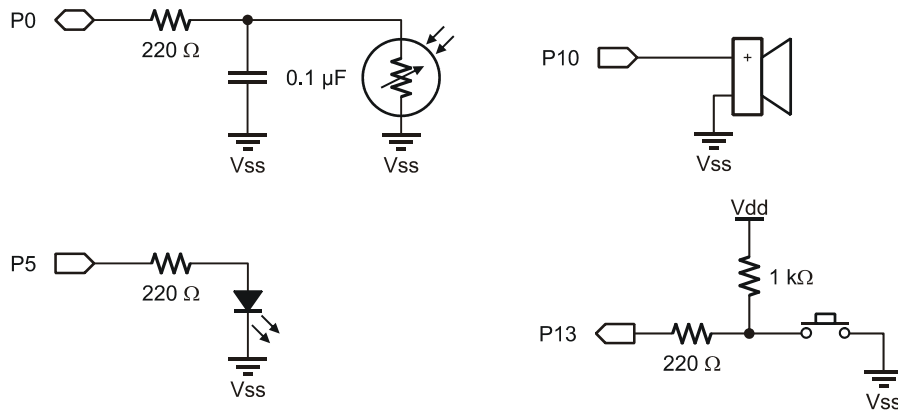 P0
220 Ω
0.1 µF
Vss
Vss
P10
+
Vss
P5
220 Ω
Vss
Vdd
1 kΩ
P13
220 Ω
Vss